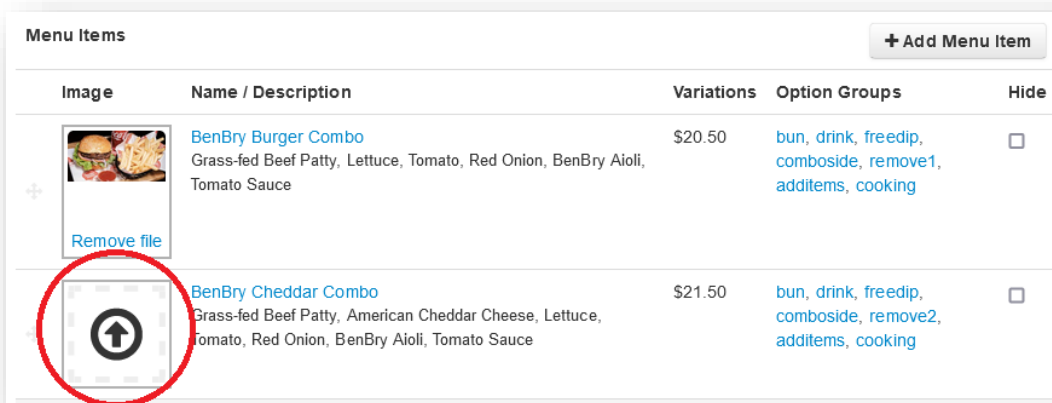 Menu Items
+ Add Menu Item
Image Name / Description Variations Option Groups Hide
BenBry Burger Combo $20.50 bun, drink, freedip,
Grass-fed Beef Patty, Lettuce, Tomato, Red Onion, BenBry Aioli, comboside, remove1,
Tomato Sauce additems, cooking
Remove file
BenBry Cheddar Combo $21.50 bun, drink, freedip,
Grass-fed Beef Patty, American Cheddar Cheese, Lettuce, comboside, remove2,
Tomato, Red Onion, BenBry Aioli, Tomato Sauce additems, cooking